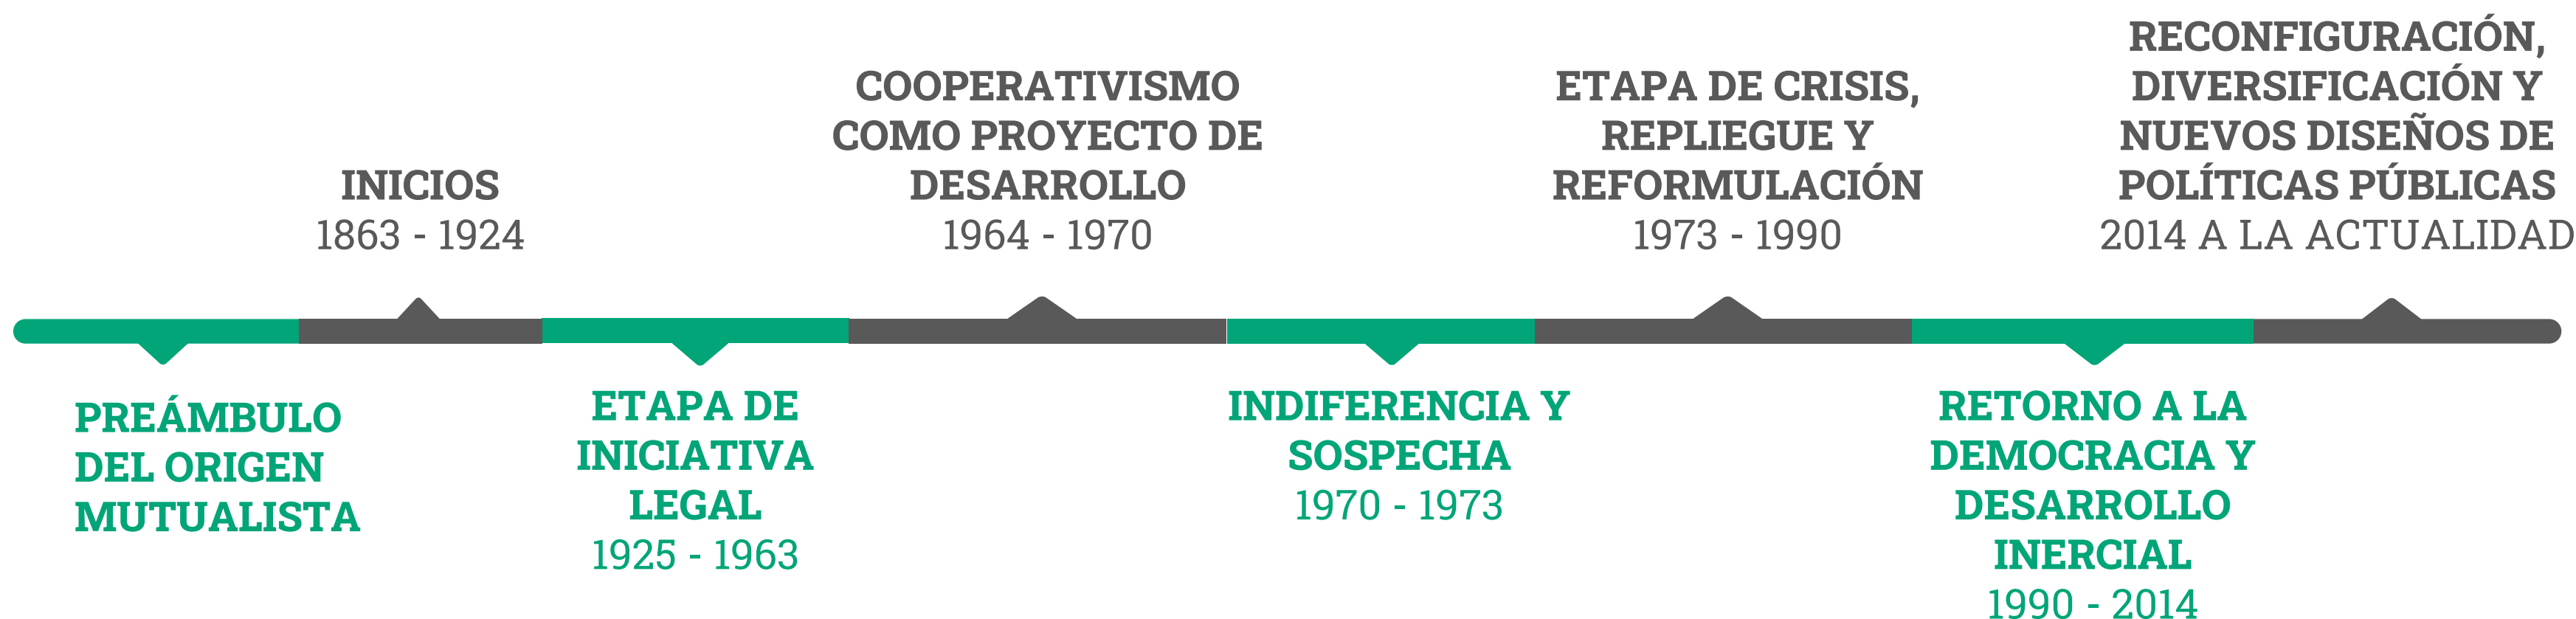 PREÁMBULO
DEL ORIGEN
MUTUALISTA
INICIOS
1863 - 1924
ETAPA DE
INICIATIVA
LEGAL
1925 - 1963
COOPERATIVISMO
COMO PROYECTO DE
DESARROLLO
1964 - 1970
INDIFERENCIA Y
SOSPECHA
1970 - 1973
ETAPA DE CRISIS,
REPLIEGUE Y
REFORMULACIÓN
1973 - 1990
RETORNO A LA
DEMOCRACIA Y
DESARROLLO
INERCIAL
1990 - 2014
RECONFIGURACIÓN,
DIVERSIFICACIÓN Y
NUEVOS DISEÑOS DE
POLÍTICAS PÚBLICAS
2014 A LA ACTUALIDAD